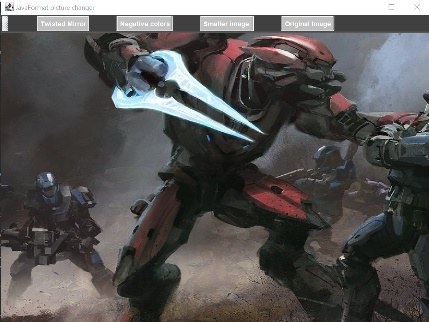 JavaFormat picture changer
Twisted Mirror
Negative colors
Smaller image
Original Image